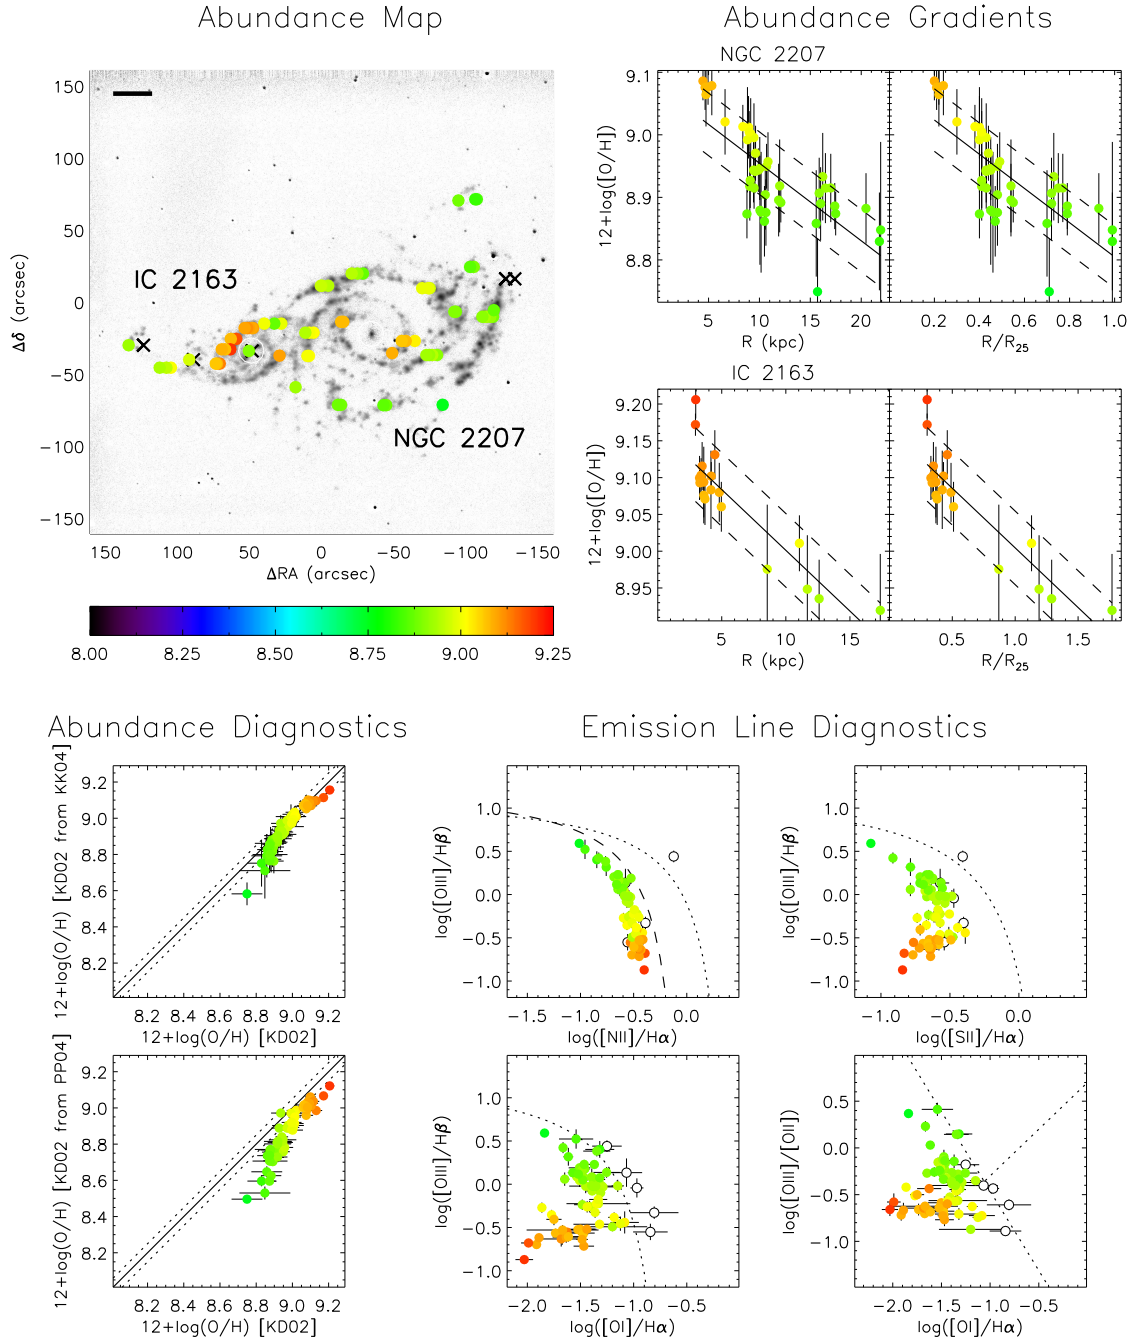 Abundance Map
Abundance Gradients
NGC 2207
150
100
50
0
−50
−100
−150
Δδ (arcsec)
IC 2163
NGC 2207
150 100 50 0 −50 −100 −150
ΔRA (arcsec)
8.00 8.25 8.50 8.75 9.00 9.25
9.1
9.0
8.9
8.8
12+log([O/H])
5 10 15 20
R (kpc)
0.2 0.4 0.6 0.8 1.0
R/R25
IC 2163
9.20
9.15
9.10
9.05
9.00
8.95
12+log([O/H])
5 10 15
R (kpc)
0.5 1.0 1.5
R/R25
Abundance Diagnostics
Emission Line Diagnostics
12+log(O/H) [KD02 from KK04]
9.2
9.0
8.8
8.6
8.4
8.2
8.2 8.4 8.6 8.8 9.0 9.2
12+log(O/H) [KD02]
log([OIII]/Hβ)
1.0
0.5
0.0
−0.5
−1.0
−1.5 −1.0 −0.5 0.0
log([NII]/Hα)
log([OIII]/Hβ)
1.0
0.5
0.0
−0.5
−1.0
−1.0 −0.5 0.0
log([SII]/Hα)
12+log(O/H) [KD02 from PP04]
9.2
9.0
8.8
8.6
8.4
8.2
8.2 8.4 8.6 8.8 9.0 9.2
12+log(O/H) [KD02]
log([OIII]/Hβ)
1.0
0.5
0.0
−0.5
−1.0
−2.0 −1.5 −1.0 −0.5 0.0
log([OI]/Hα)
log([OIII]/[OII])
1.0
0.5
0.0
−0.5
−1.0
−2.0 −1.5 −1.0 −0.5 0.0
log([OI]/Hα)